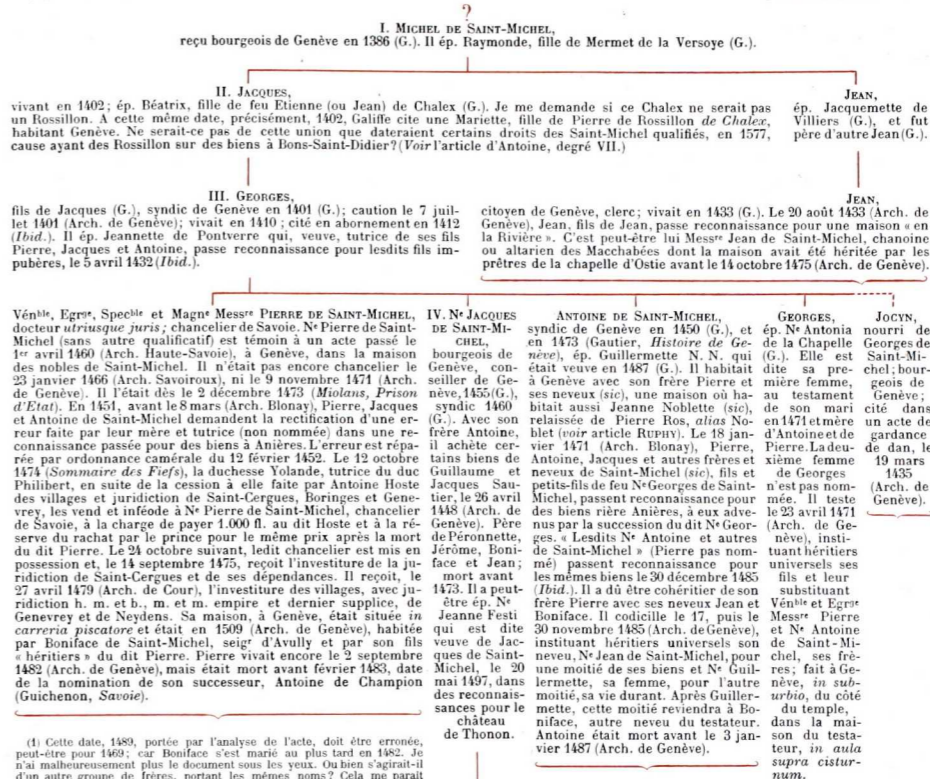 ?
I. MICHEL DE SAINT-MICHEL,
reçu bourgeois de Genève en 1386 (G.). Il ép. Raymonde, fille de Mermet de la Versoye (G.).
II. JACQUES,
vivant en 1402; ép. Béatrix, fille de feu Etienne (ou Jean) de Chalex (G.). Je me demande si ce Chalex ne serait pas
un Rossillon. A cette même date, précisément, 1402, Galiffe cite une Mariette, fille de Pierre de Rossillon de Chalex,
habitant Genève. Ne serait-ce pas de cette union que dateraient certains droits des Saint-Michel qualifiés, en 1577,
cause ayant des Rossillon sur des biens à Bons-Saint-Didier? (Voir l'article d'Antoine, degré VII.)
JEAN,
ép. Jacquemette de
Villiers (G.), et fut
père d'autre Jean (G.).
III. GEORGES,
fils de Jacques (G.), syndic de Genève en 1401 (G.); caution le 7 juil-
let 1401 (Arch. de Genève); vivait en 1410; cité en abornement en 1412
(Ibid.). Il ép. Jeannette de Pontverre qui, veuve, tutrice de ses fils
Pierre, Jacques et Antoine, passe reconnaissance pour lesdits fils im-
pubères, le 5 avril 1432 (Ibid.).
JEAN,
citoyen de Genève, clerc; vivait en 1433 (G.). Le 20 août 1433 (Arch. de
Genève), Jean, fils de Jean, passe reconnaissance pour une maison « en
la Rivière ». C'est peut-être lui Messre Jean de Saint-Michel, chanoine
ou altarien des Macchabées dont la maison avait été héritée par les
prêtres de la chapelle d'Ostie avant le 14 octobre 1475 (Arch. de Genève).
Vénble, Egrge, Specble et Magne Messre PIERRE DE SAINT-MICHEL,
docteur utriusque juris; chancelier de Savoie. Ne Pierre de Saint-
Michel (sans autre qualificatif) est témoin à un acte passé le
1er avril 1460 (Arch. Haute-Savoie), à Genève, dans la maison
des nobles de Saint-Michel. Il n'était pas encore chancelier le
23 janvier 1466 (Arch. Savoiroux), ni le 9 novembre 1471 (Arch.
de Genève). Il l'était dès le 2 décembre 1473 (Miolans, Prison
d'Etat). En 1451, avant le 8 mars (Arch. Blonay), Pierre, Jacques
et Antoine de Saint-Michel demandent la rectification d'une er-
reur faite par leur mère et tutrice (non nommée) dans une re-
connaissance passée pour des biens à Anières. L'erreur est répa-
rée par ordonnance camérale du 12 février 1452. Le 12 octobre
1474 (Sommaire des Fiefs), la duchesse Yolande, tutrice du duc
Philibert, en suite de la cession à elle faite par Antoine Hoste
des villages et juridiction de Saint-Cergues, Boringes et Gene-
vrey, les vend et inféode à Ne Pierre de Saint-Michel, chancelier
de Savoie, à la charge de payer 1.000 fl. au dit Hoste et à la ré-
serve du rachat par le prince pour le même prix après la mort
du dit Pierre. Le 24 octobre suivant, ledit chancelier est mis en
possession et, le 14 septembre 1475, reçoit l'investiture de la ju-
ridiction de Saint-Cergues et de ses dépendances. Il reçoit, le
27 avril 1479 (Arch. de Cour), l'investiture des villages, avec ju-
ridiction h. m. et b., m. et m. empire et dernier supplice, de
Genevrey et de Neydens. Sa maison, à Genève, était située in
carreria piscatore et était en 1509 (Arch. de Genève), habitée
par Boniface de Saint-Michel, seigr d'Avully et par son fils
« héritiers » du dit Pierre. Pierre vivait encore le 2 septembre
1482 (Arch. de Genève), mais était mort avant février 1483, date
de la nomination de son successeur, Antoine de Champion
(Guichenon, Savoie).
IV. Ne JACQUES
DE SAINT-MI-
CHEL,
bourgeois de
Genève, con-
seiller de Ge-
nève, 1455 (G.),
syndic 1460
(G.). Avec son
frère Antoine,
il achète cer-
tains biens de
Guillaume et
Jacques Sau-
tier, le 26 avril
1448 (Arch. de
Genève). Père
de Péronnette,
Jérôme, Boni-
face et Jean;
mort avant
1473. Il a peut-
être ép. Ne
Jeanne Festi
qui est dite
veuve de Jac-
ques de Saint-
Michel, le 20
mai 1497, dans
des reconnais-
sances pour le
château
de Thonon.
ANTOINE DE SAINT-MICHEL,
syndic de Genève en 1450 (G.), et
en 1473 (Gautier, Histoire de Ge-
nève), ép. Guillermette N. N. qui
était veuve en 1487 (G.). Il habitait
à Genève avec son frère Pierre et
ses neveux (sic), une maison où ha-
bitait aussi Jeanne Noblette (sic),
relaissée de Pierre Ros, alias No-
blet (voir article RUPHY). Le 18 jan-
vier 1471 (Arch. Blonay), Pierre,
Antoine, Jacques et autres frères et
neveux de Saint-Michel (sic), fils et
petits-fils de feu Ne Georges de Saint-
Michel, passent reconnaissance pour
des biens rière Anières, à eux adve-
nus par la succession du dit Ne Geor-
ges. « Lesdits Ne Antoine et autres
de Saint-Michel » (Pierre pas nom-
mé) passent reconnaissance pour
les mêmes biens le 30 décembre 1485
(Ibid.). Il a dû être cohéritier de son
frère Pierre avec ses neveux Jean et
Boniface. Il codicille le 17, puis le
30 novembre 1485 (Arch. de Genève),
instituant héritiers universels son
neveu, Ne Jean de Saint-Michel, pour
une moitié de ses biens et Ne Guil-
lermette, sa femme, pour l'autre
moitié, sa vie durant. Après Guiller-
mette, cette moitié reviendra à Bo-
niface, autre neveu du testateur.
Antoine était mort avant le 3 jan-
vier 1487 (Arch. de Genève).
GEORGES,
ép. Ne Antonia
de la Chapelle
(G.). Elle est
dite sa pre-
mière femme,
au testament
de son mari
en 1471 et mère
d'Antoine et de
Pierre. La deu-
xième femme
de Georges
n'est pas nom-
mée. Il teste
le 23 avril 1471
(Arch. de Ge-
nève), insti-
tuant héritiers
universels ses
fils et leur
substituant
Vénble et Egrge
Messre Pierre
et Ne Antoine
de Saint-Mi-
chel, ses frè-
res; fait à Ge-
nève, in sub-
urbio, du côté
du temple,
dans la mai-
son du testa-
teur, in aula
supra cistur-
num.
JOCYN,
nourri de
Georges de
Saint-Mi-
chel; bour-
geois de
Genève;
cité dans
un acte de
gardance
de dan, le
19 mars
1435
(Arch. de
Genève).
(1) Cette date, 1489, portée par l'analyse de l'acte, doit être erronée,
peut-être pour 1469; car Boniface s'est marié au plus tard en 1482. Je
n'ai malheureusement plus le document sous les yeux. Ou bien s'agirait-il
d'un autre groupe de frères, portant les mêmes noms? Cela me paraît